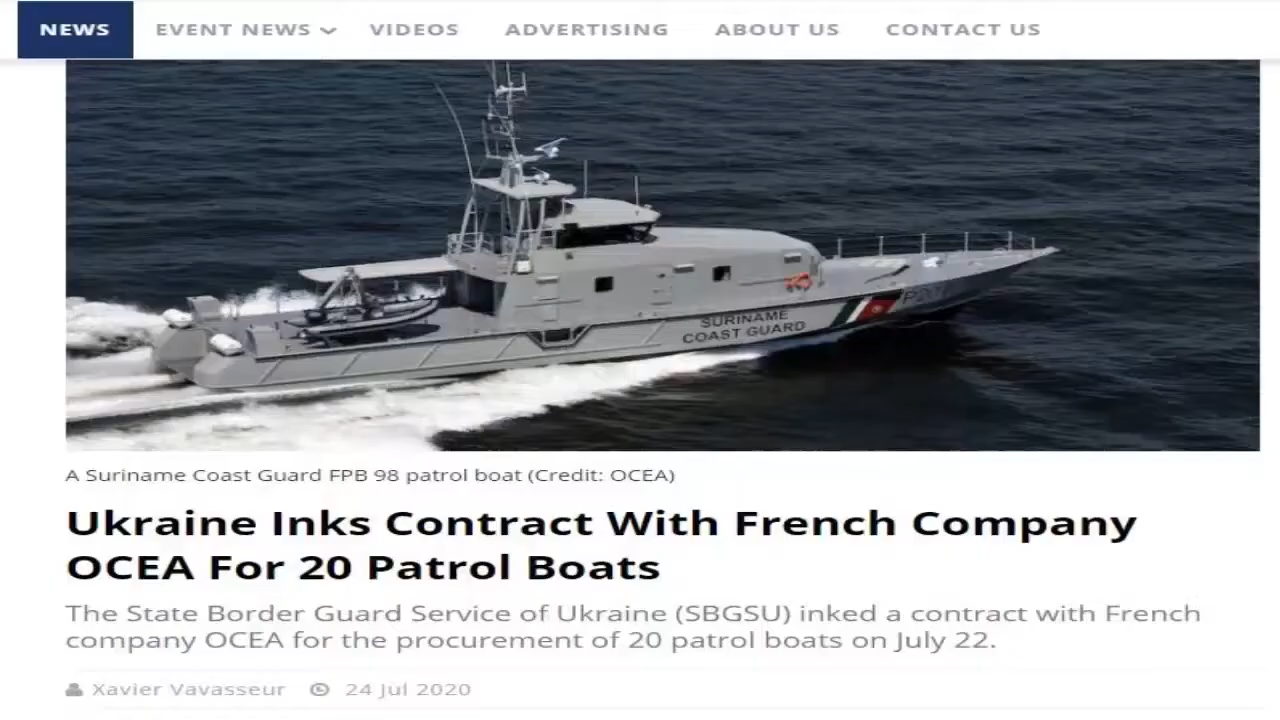 NEWS EVENT NEWS VIDEOS ADVERTISING ABOUT US CONTACT US
SURINAME
COAST GUARD
A Suriname Coast Guard FPB 98 patrol boat (Credit: OCEA)
Ukraine Inks Contract With French Company
OCEA For 20 Patrol Boats
The State Border Guard Service of Ukraine (SBGSU) inked a contract with French
company OCEA for the procurement of 20 patrol boats on July 22.
Xavier Vavasseur 24 Jul 2020